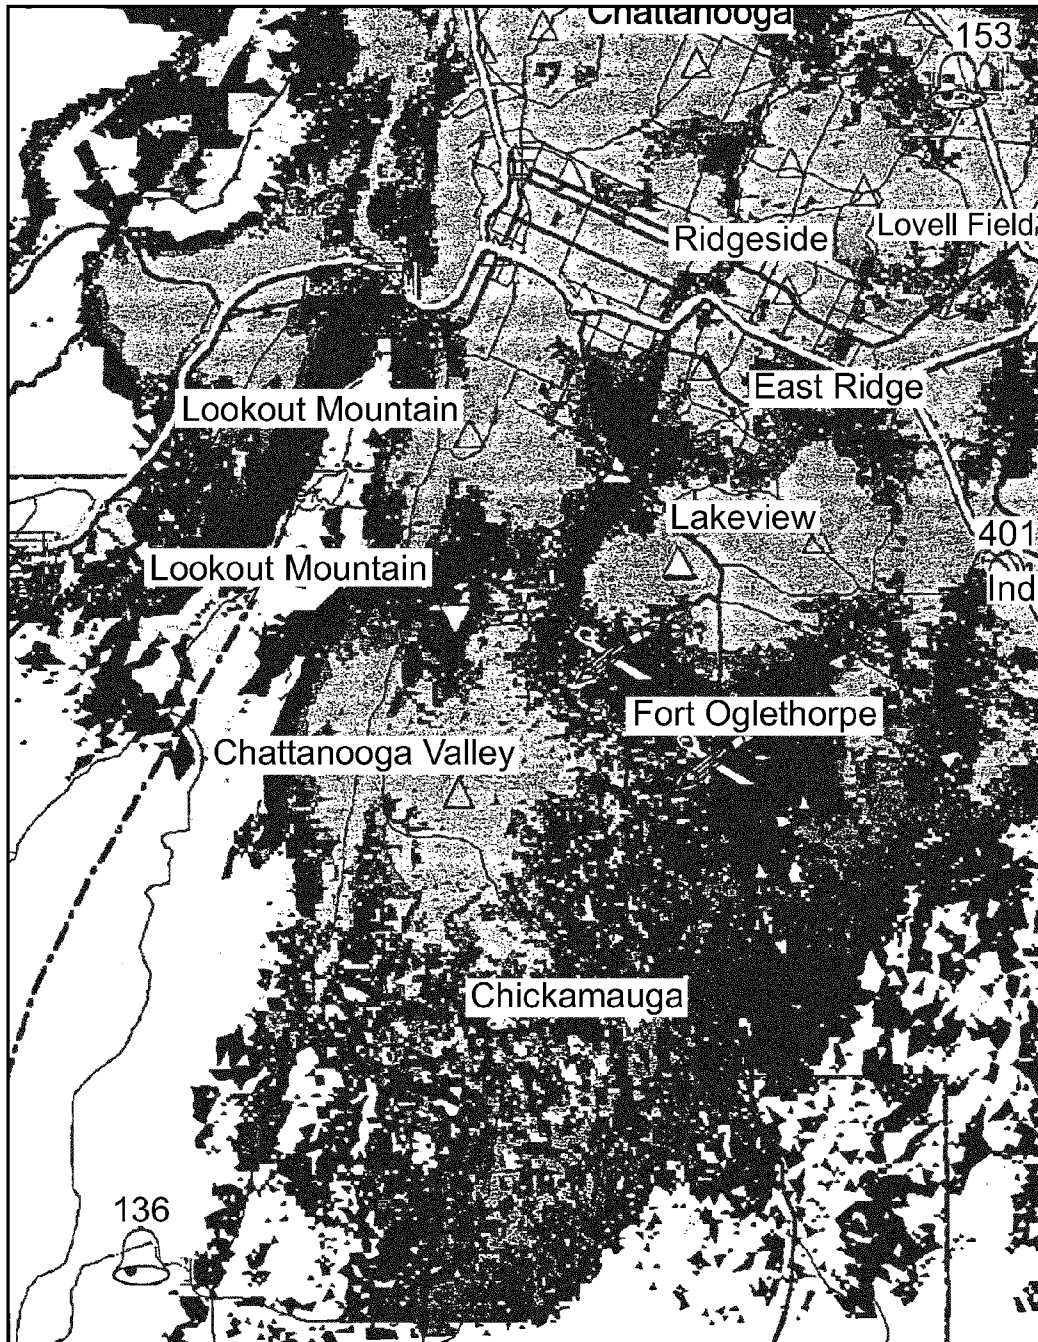 Chattanooga
153
Ridgeside
Lovell Field
East Ridge
Lookout Mountain
Lakeview
401
Lookout Mountain
Ind
Fort Oglethorpe
Chattanooga Valley
Chickamauga
136